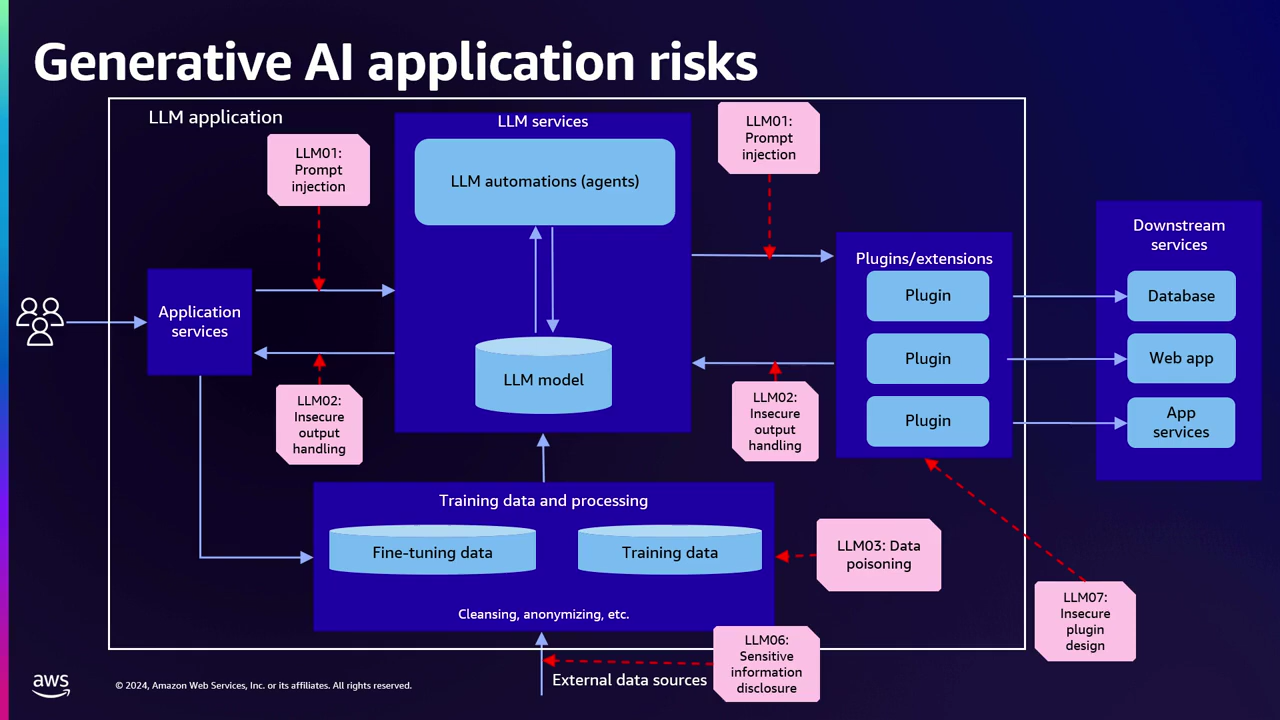 Generative AI application risks
LLM application
LLM01:
Prompt
injection
LLM services
LLM automations (agents)
LLM01:
Prompt
injection
Downstream
services
Plugins/extensions
Plugin
Database
Application
services
Plugin
Web app
LLM model
LLM02:
Insecure
output
handling
LLM02:
Insecure
output
handling
Plugin
App
services
Training data and processing
Fine-tuning data
Training data
LLM03: Data
poisoning
Cleansing, anonymizing, etc.
LLM07:
Insecure
plugin
design
LLM06:
Sensitive
information
disclosure
External data sources
aws
© 2024, Amazon Web Services, Inc. or its affiliates. All rights reserved.